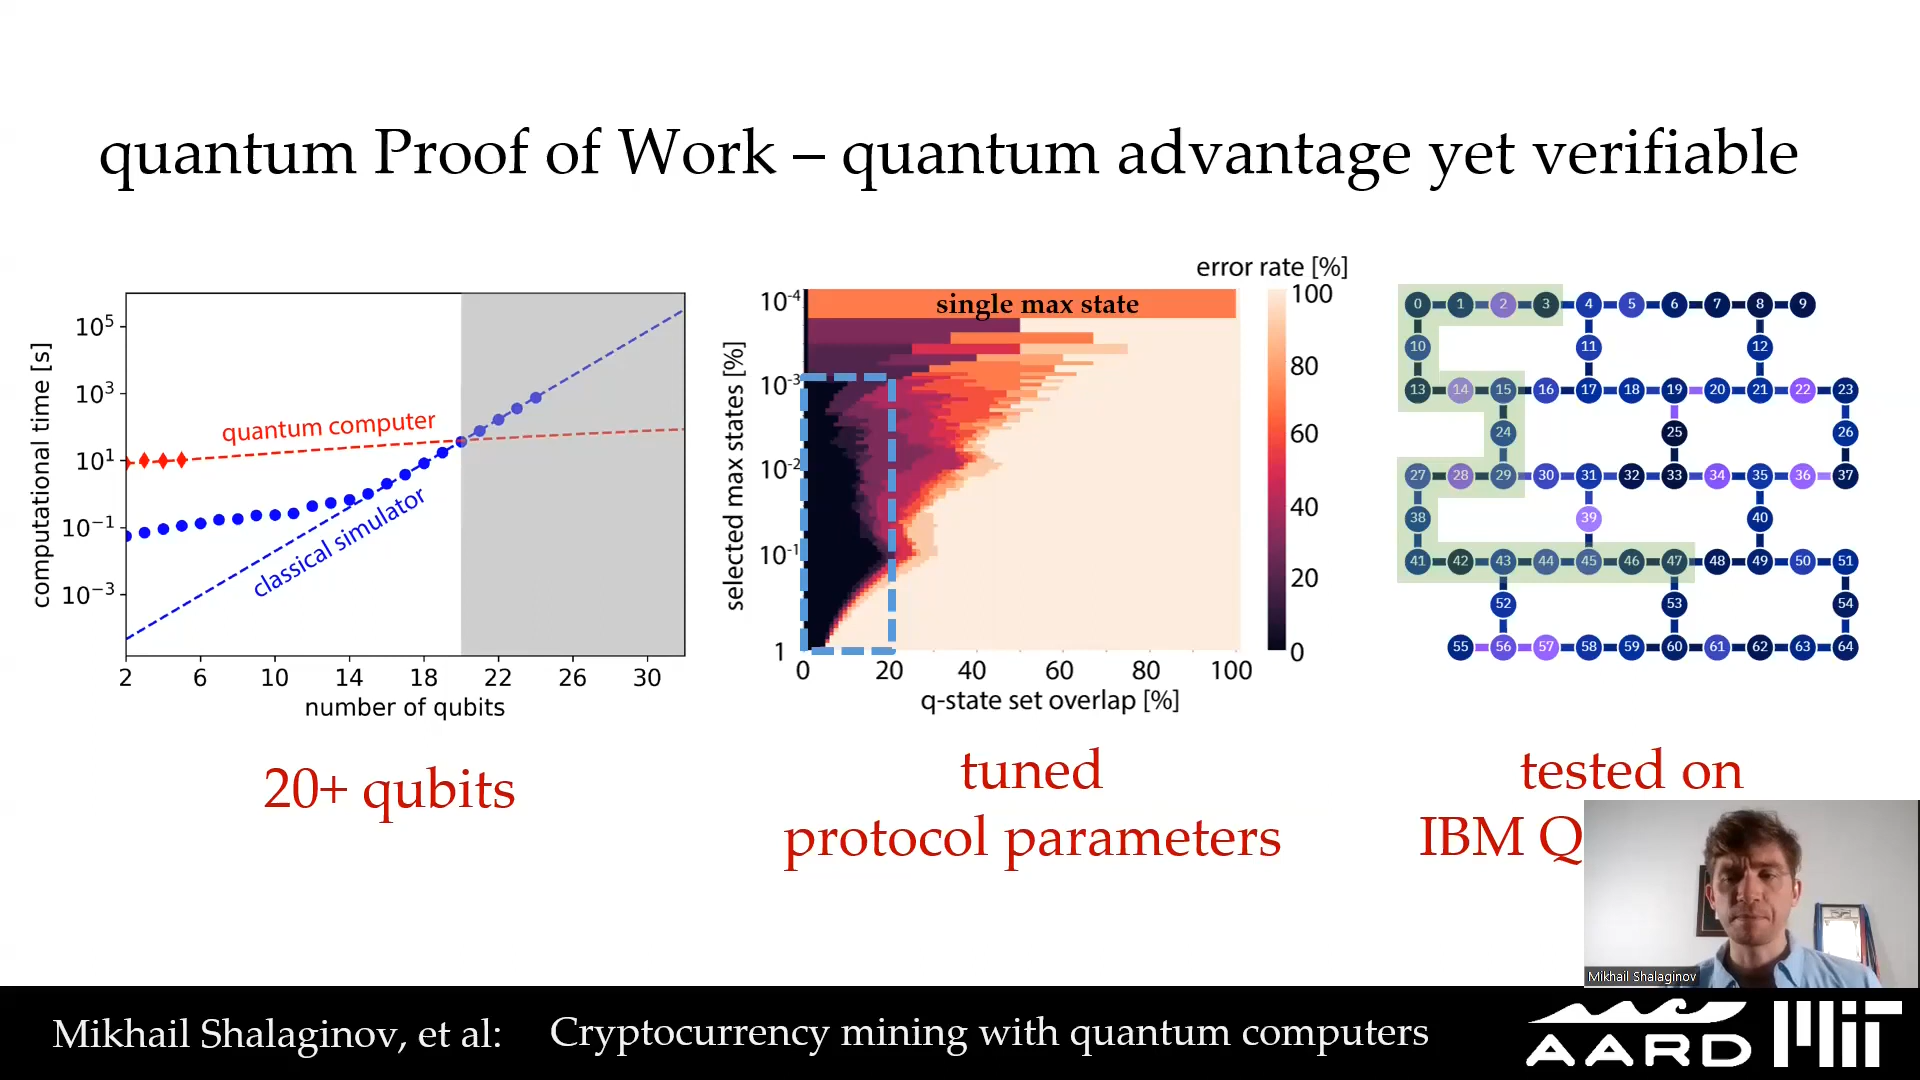 quantum Proof of Work – quantum advantage yet verifiable
computational time [s]
10⁵
10³
10¹
10⁻¹
10⁻³
quantum computer
classical simulator
2 6 10 14 18 22 26 30
number of qubits
20+ qubits
error rate [%]
selected max states [%]
single max state
10⁻⁴
10⁻³
10⁻²
10⁻¹
1
0 20 40 60 80 100
q-state set overlap [%]
100
80
60
40
20
0
tuned
protocol parameters
0 1 2 3 4 5 6 7 8 9
10 11 12
13 14 15 16 17 18 19 20 21 22 23
24 25 26
27 28 29 30 31 32 33 34 35 36 37
38 39 40
41 42 43 44 45 46 47 48 49 50 51
52 53 54
55 56 57 58 59 60 61 62 63 64
tested on
IBM Q
Mikhail Shalaginov
Mikhail Shalaginov, et al: Cryptocurrency mining with quantum computers
AARD MIT